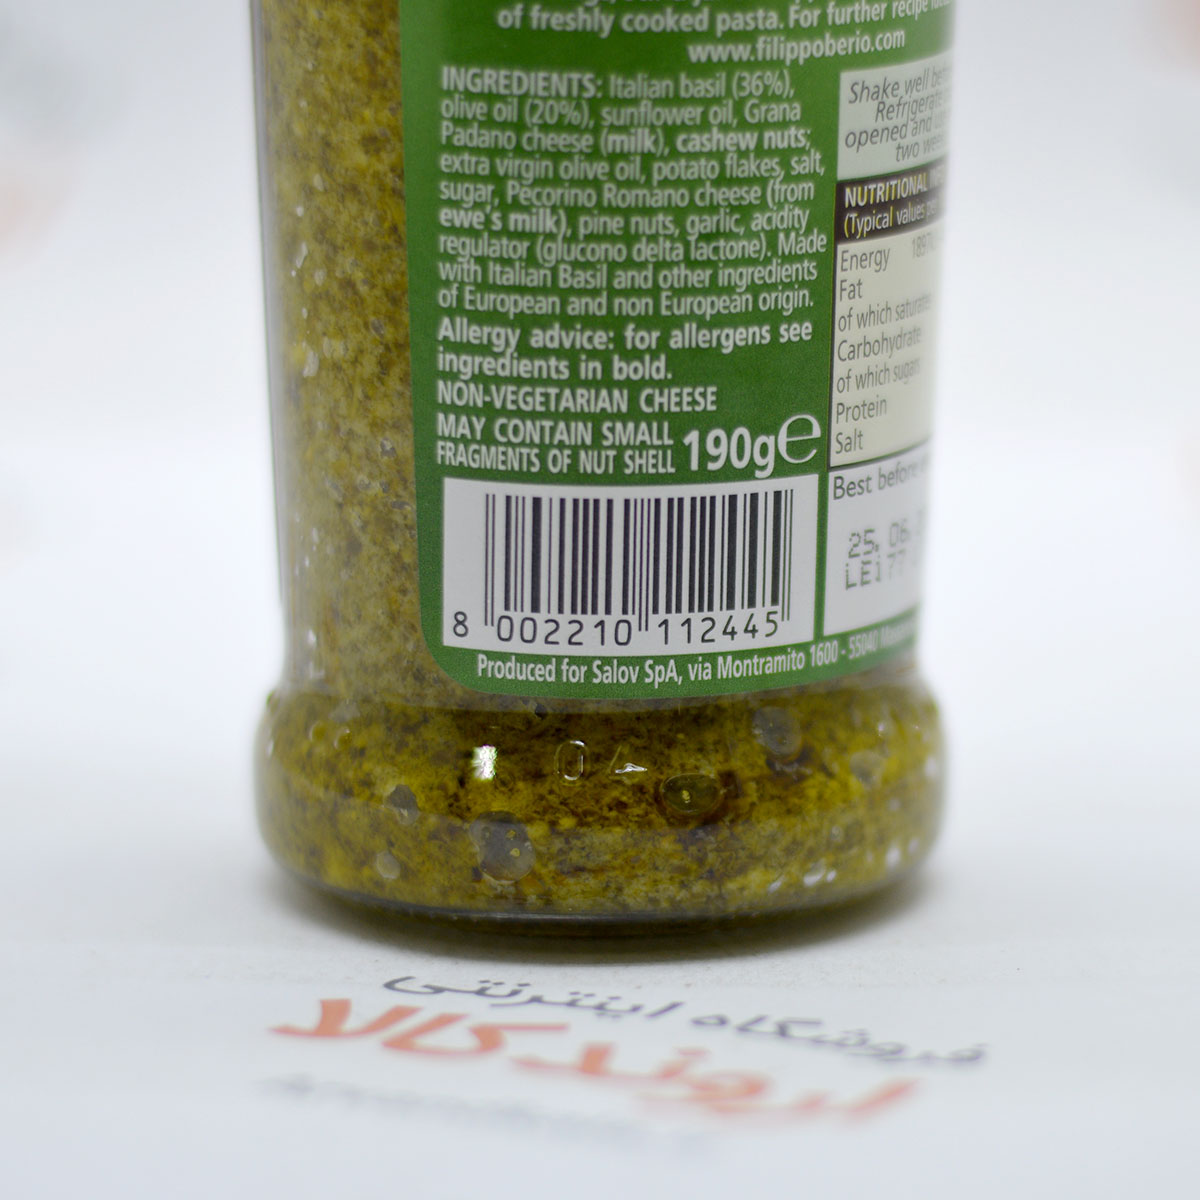 of freshly cooked pasta. For further recipe
www.filippoberio.com
INGREDIENTS: Italian basil (36%),
olive oil (20%), sunflower oil, Grana
Padano cheese (milk), cashew nuts,
extra virgin olive oil, potato flakes, salt,
sugar, Pecorino Romano cheese (from
ewe's milk), pine nuts, garlic, acidity
regulator (glucono delta lactone). Made
with Italian Basil and other ingredients
of European and non European origin.
Allergy advice: for allergens see
ingredients in bold.
NON-VEGETARIAN CHEESE
MAY CONTAIN SMALL
FRAGMENTS OF NUT SHELL
190g℮
8 002210 112445
Produced for Salov SpA, via Montramito 1600 - 55040
Shake well
Refrigerate
opened and
two
NUTRITIONAL
(Typical values
Energy
Fat
of which saturates
Carbohydrate
of which sugars
Protein
Salt
Best before
25. 06.
04
فروشگاه اینترنتی
اروند کالا